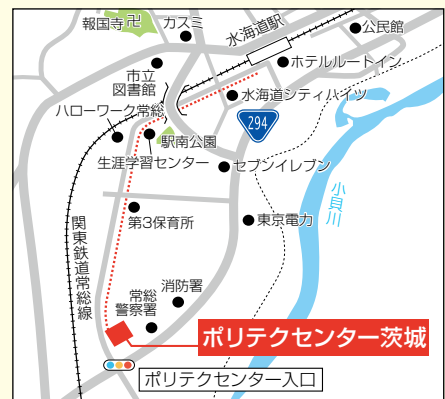 報国寺卍
カスミ
水海道駅
公民館
ホテルルートイン
市立
図書館
水海道シティハイツ
ハローワーク常総
294
駅南公園
生涯学習センター
セブンイレブン
小貝川
第3保育所
東京電力
関東鉄道常総線
消防署
常総
警察署
ポリテクセンター茨城
ポリテクセンター入口